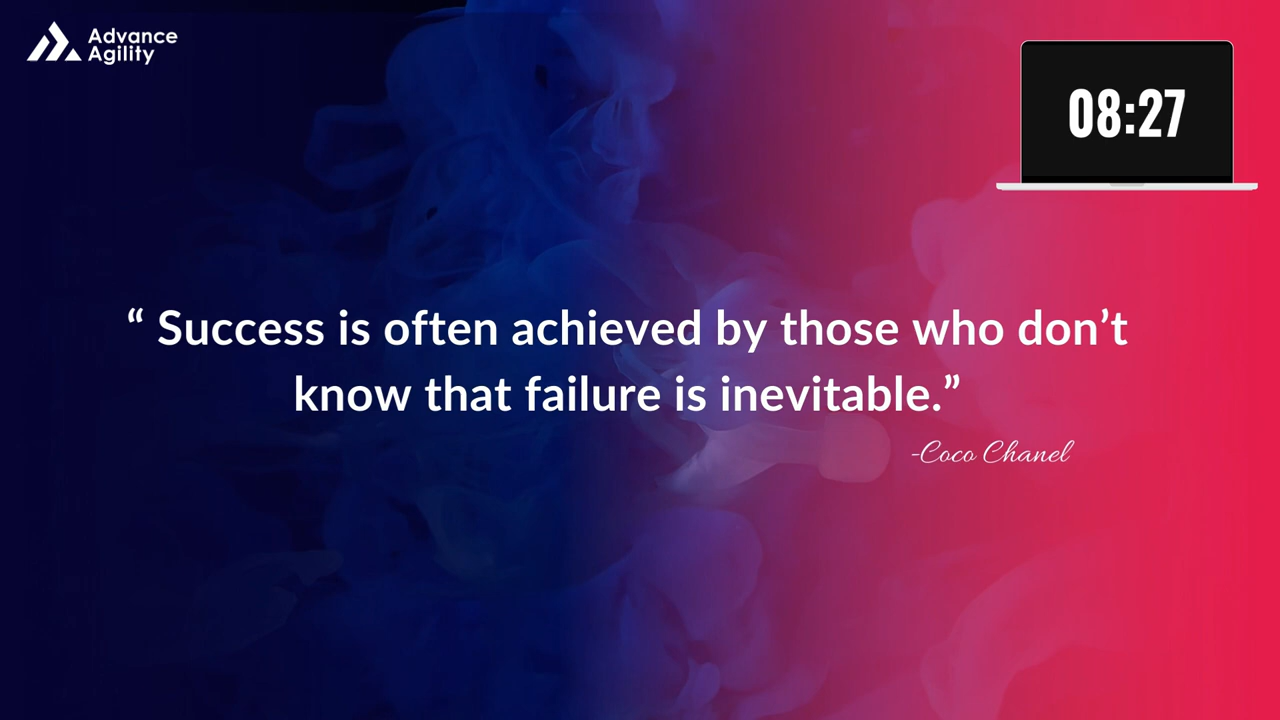 Advance
Agility
08:27
“ Success is often achieved by those who don’t
know that failure is inevitable.”
-Coco Chanel